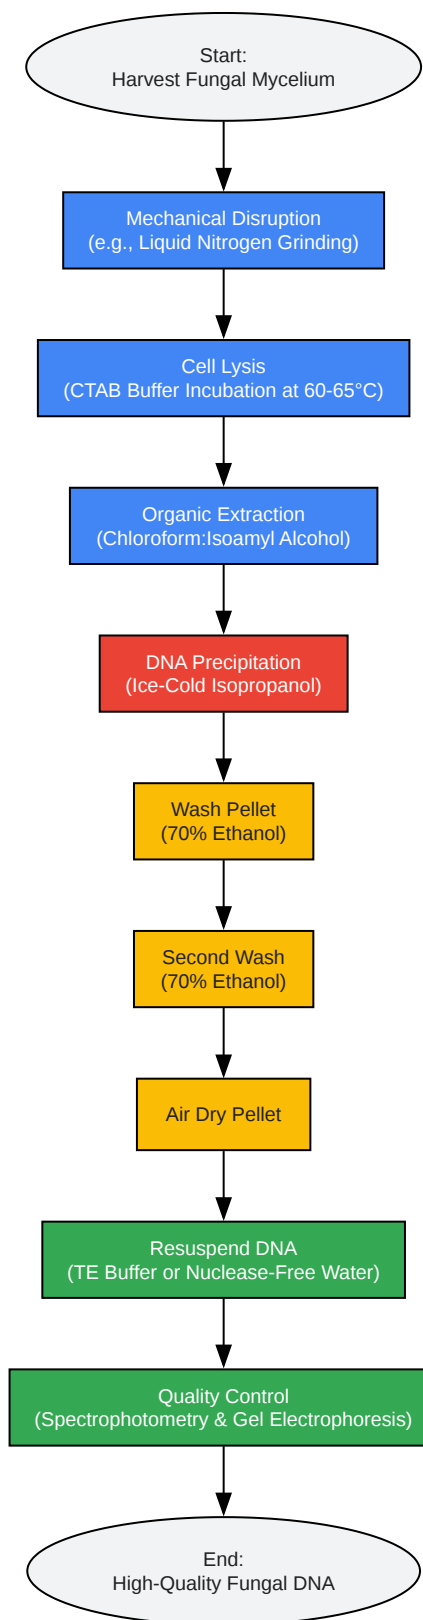 Start:
Harvest Fungal Mycelium
Mechanical Disruption
(e.g., Liquid Nitrogen Grinding)
Cell Lysis
(CTAB Buffer Incubation at 60-65°C)
Organic Extraction
(Chloroform:Isoamyl Alcohol)
DNA Precipitation
(Ice-Cold Isopropanol)
Wash Pellet
(70% Ethanol)
Second Wash
(70% Ethanol)
Air Dry Pellet
Resuspend DNA
(TE Buffer or Nuclease-Free Water)
Quality Control
(Spectrophotometry & Gel Electrophoresis)
End:
High-Quality Fungal DNA